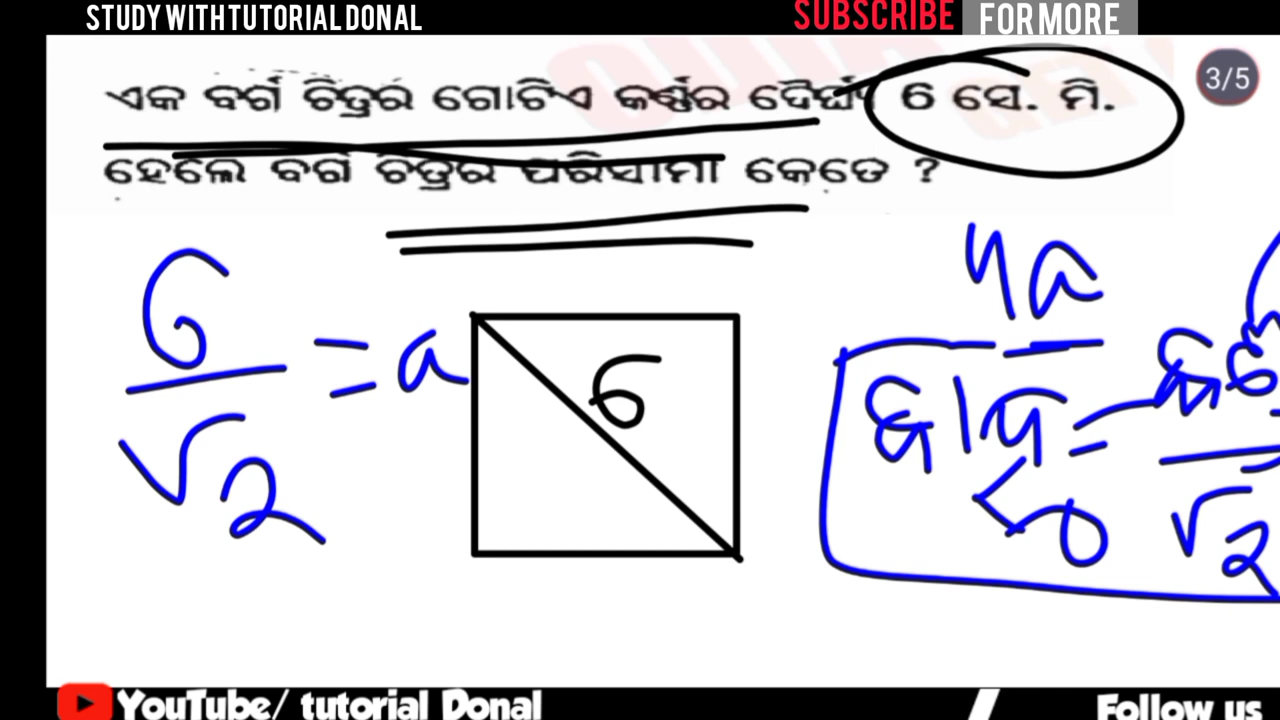 STUDY WITH TUTORIAL DONAL
SUBSCRIBE FOR MORE
3/5
ଏକ ବର୍ଗ ଚିତ୍ରର ଗୋଟିଏ କର୍ଣ୍ଣର ଦୈର୍ଘ୍ୟ 6 ସେ. ମି.
ହେଲେ ବର୍ଗ ଚିତ୍ରର ପରିସୀମା କେତେ ?
6/√2 = a
6
4a
√2
YouTube/ tutorial Donal
Follow us